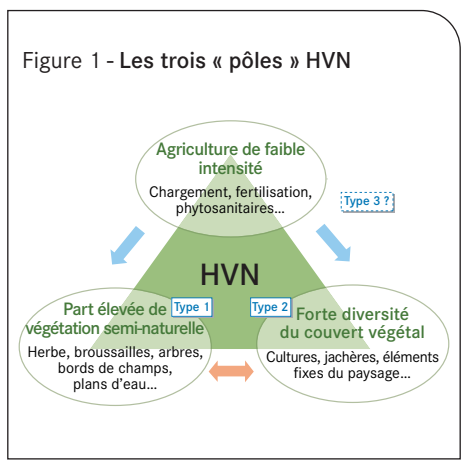 Figure 1 - Les trois « pôles » HVN
Agriculture de faible
intensité
Chargement, fertilisation,
phytosanitaires...
Type 3 ?
HVN
Type 1
Type 2
Part élevée de
végétation semi-naturelle
Herbe, broussailles, arbres,
bords de champs,
plans d'eau...
Forte diversité
du couvert végétal
Cultures, jachères, éléments
fixes du paysage...